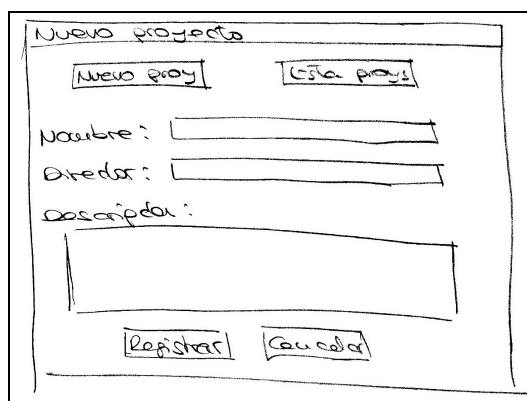 Nuevo proyecto
Nuevo proy Lista proys
Nombre:
Director:
Descripción:
Registrar Cancelar